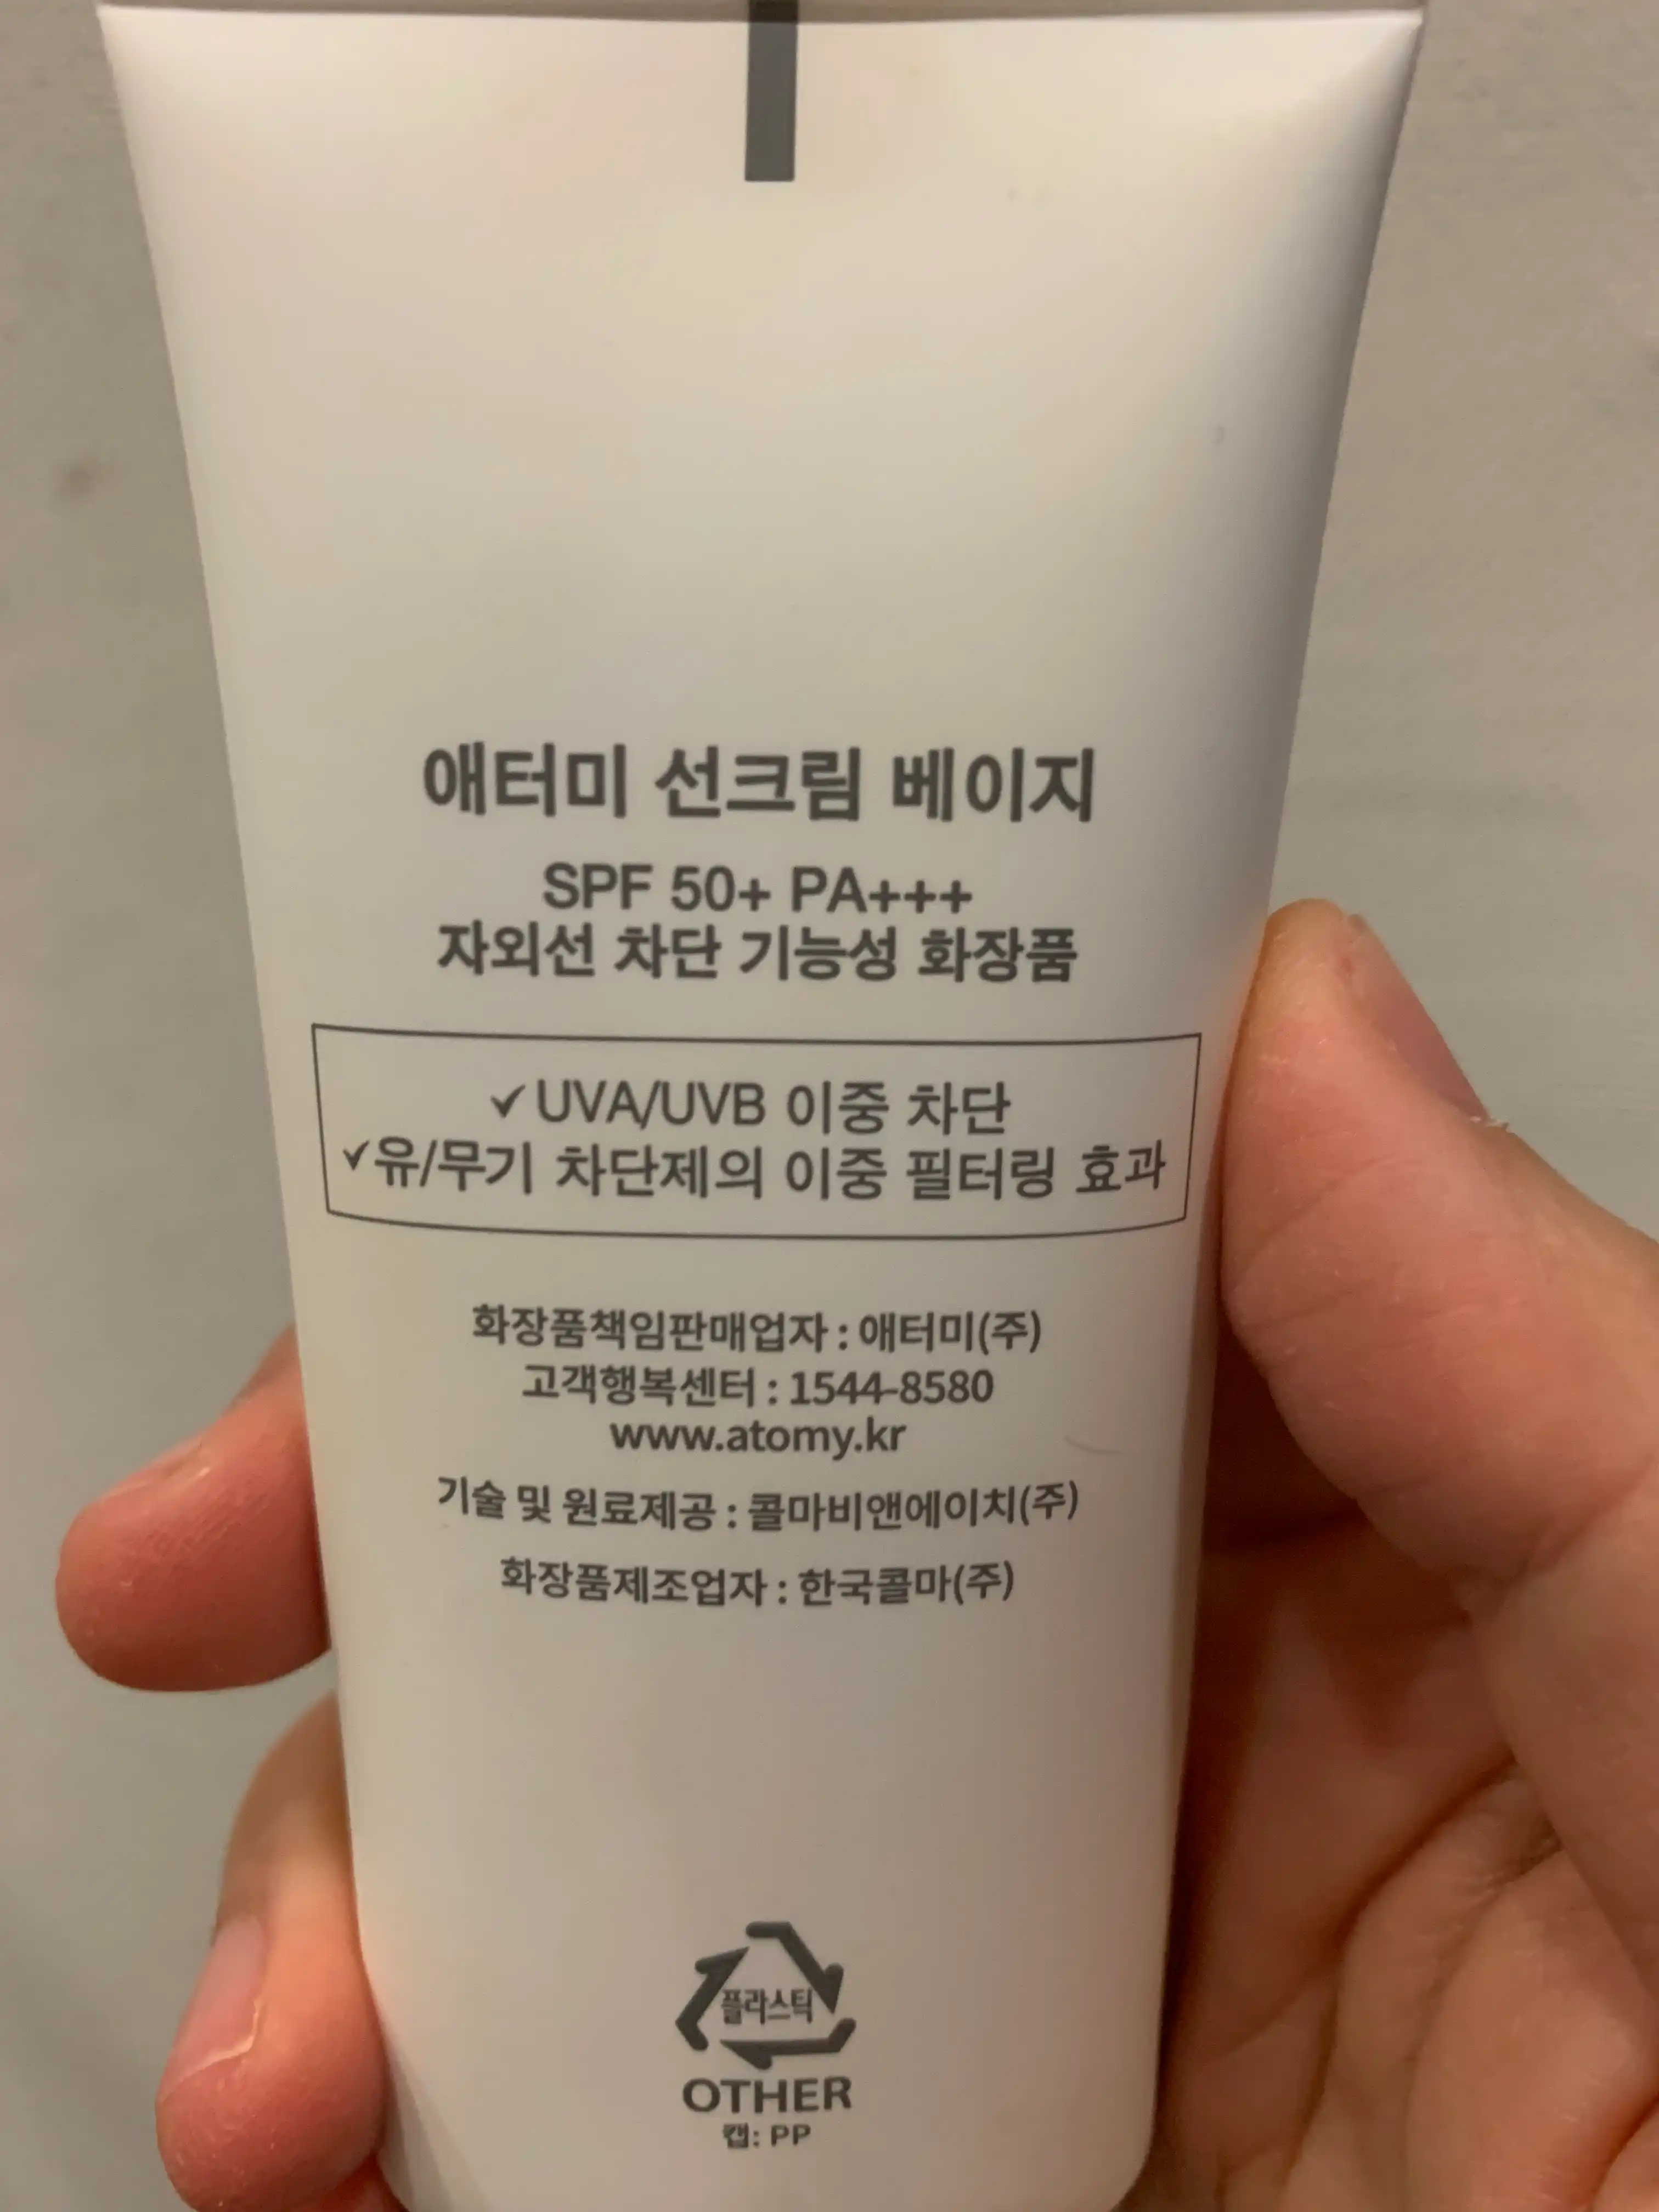 애터미 선크림 베이지
SPF 50+ PA+++
자외선 차단 기능성 화장품
✓UVA/UVB 이중 차단
✓유/무기 차단제의 이중 필터링 효과
화장품책임판매업자 : 애터미(주)
고객행복센터 : 1544-8580
www.atomy.kr
기술 및 원료제공 : 콜마비앤에이치(주)
화장품제조업자 : 한국콜마(주)
플라스틱
OTHER
캡: PP